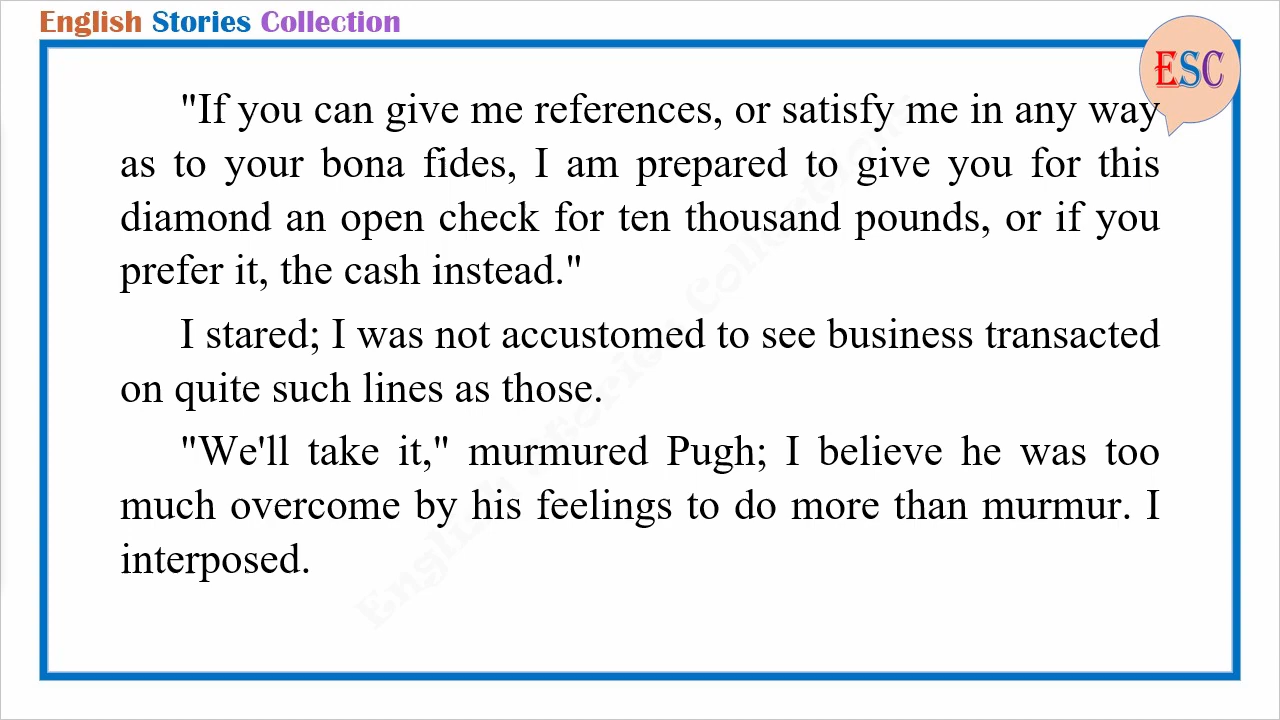 English Stories Collection
ESC
"If you can give me references, or satisfy me in any way
as to your bona fides, I am prepared to give you for this
diamond an open check for ten thousand pounds, or if you
prefer it, the cash instead."
I stared; I was not accustomed to see business transacted
on quite such lines as those.
"We'll take it," murmured Pugh; I believe he was too
much overcome by his feelings to do more than murmur. I
interposed.